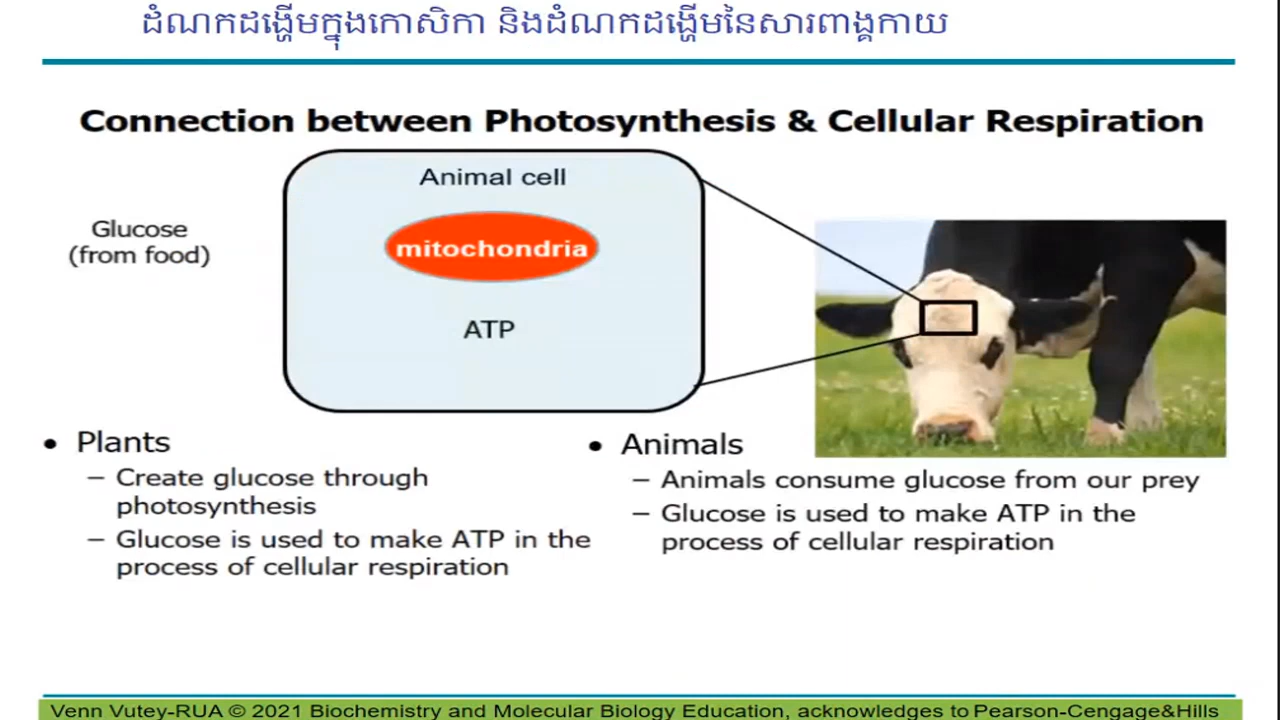 ដំណកដង្ហើមក្នុងកោសិកា និងដំណកដង្ហើមនៃសារពាង្គកាយ
Connection between Photosynthesis & Cellular Respiration
Animal cell
Glucose
(from food)
mitochondria
ATP
• Plants
– Create glucose through
photosynthesis
– Glucose is used to make ATP in the
process of cellular respiration
• Animals
– Animals consume glucose from our prey
– Glucose is used to make ATP in the
process of cellular respiration
Venn Vutey-RUA © 2021 Biochemistry and Molecular Biology Education, acknowledges to Pearson-Cengage&Hills